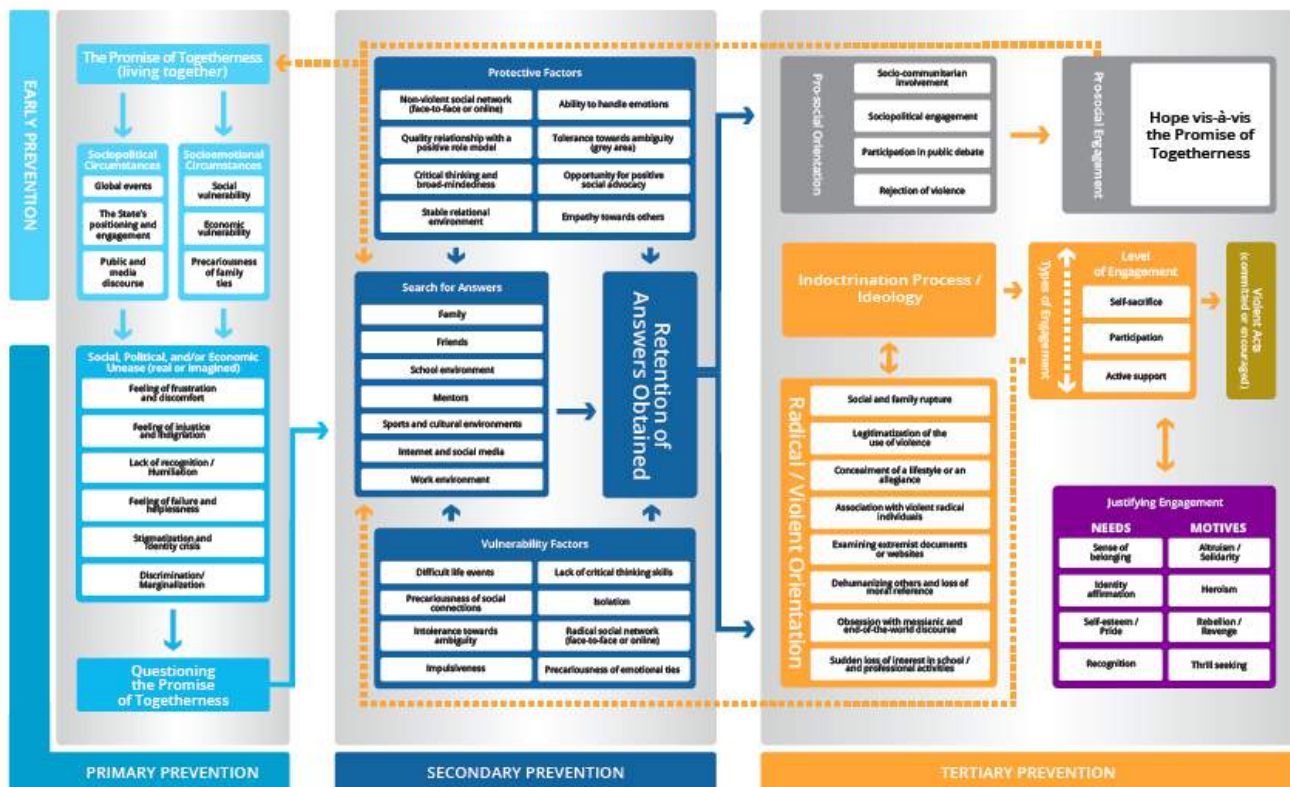 EARLY PREVENTION
The Promise of Togetherness
(living together)
Sociopolitical
Circumstances
Global events
The State's
positioning and
engagement
Public and
media
discourse
Socioemotional
Circumstances
Social
vulnerability
Economic
vulnerability
Precariousness
of family
ties
Social, Political, and/or Economic
Unease (real or imagined)
Feeling of frustration
and discomfort
Feeling of injustice
and indignation
Lack of recognition /
Humiliation
Feeling of failure and
helplessness
Stigmatization and
identity crisis
Discrimination/
Marginalization
Questioning
the Promise
of Togetherness
PRIMARY PREVENTION
Protective Factors
Non-violent social network
(face-to-face or online)
Ability to handle emotions
Quality relationship with a
positive role model
Tolerance towards ambiguity
(grey area)
Critical thinking and
broad-mindedness
Opportunity for positive
social advocacy
Stable relational
environment
Empathy towards others
Search for Answers
Family
Friends
School environment
Mentors
Sports and cultural environments
Internet and social media
Work environment
Retention of
Answers Obtained
Vulnerability Factors
Difficult life events
Lack of critical thinking skills
Precariousness of social
connections
Isolation
Intolerance towards
ambiguity
Radical social network
(face-to-face or online)
Impulsiveness
Precariousness of emotional ties
SECONDARY PREVENTION
Pro-social Orientation
Socio-communitarian
involvement
Sociopolitical engagement
Participation in public debate
Rejection of violence
Pro-social Engagement
Hope vis-à-vis
the Promise of
Togetherness
Indoctrination Process /
Ideology
Types of Engagement
Level
of Engagement
Self-sacrifice
Participation
Active support
Violent Acts
(committed or encouraged)
Radical / Violent Orientation
Social and family rupture
Legitimatization of the
use of violence
Concealment of a lifestyle or an
allegiance
Association with violent radical
individuals
Examining extremist documents
or websites
Dehumanizing others and loss of
moral reference
Obsession with messianic and
end-of-the-world discourse
Sudden loss of interest in school /
and professional activities
Justifying Engagement
NEEDS
Sense of
belonging
Identity
affirmation
Self-esteem /
Pride
Recognition
MOTIVES
Altruism /
Solidarity
Heroism
Rebellion /
Revenge
Thrill seeking
TERTIARY PREVENTION